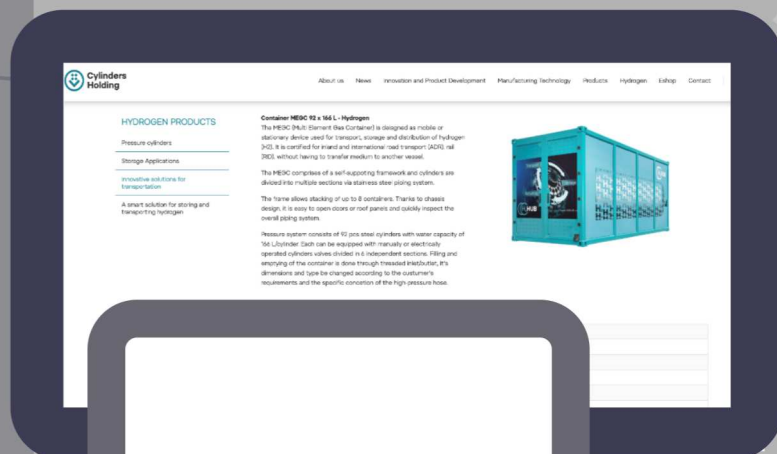 Cylinders
Holding
About us News Innovation and Product Development Manufacturing Technology Products Hydrogen Eshop Contact
HYDROGEN PRODUCTS
Pressure cylinders
Storage Applications
Innovative solutions for
transportation
A smart solution for storing and
transporting hydrogen
Container MEGC 92 x 166 L - Hydrogen
The MEGC (Multi Element Gas Container) is designed as mobile or
stationary device used for transport, storage and distribution of hydrogen
(H2). It is certified for inland and international road transport (ADR), rail
(RID), without having to transfer medium to another vessel.
The MEGC comprises of a self-suppoting framework and cylinders are
divided into multiple sections via stainless steel piping system.
The frame allows stacking of up to 8 containers. Thanks to chassis
design, it is easy to open doors or roof panels and quickly inspect the
overall piping system.
Pressure system consists of 92 pcs steel cylinders with water capacity of
166 L/cylinder. Each can be equipped with manually or electrically
operated cylinders valves divided in 6 independent sections. Filling and
emptying of the container is done through threaded inlet/outlet, it's
dimensions and type be changed according to the custumer's
requirements and the specific conception of the high pressure hose.
HUB